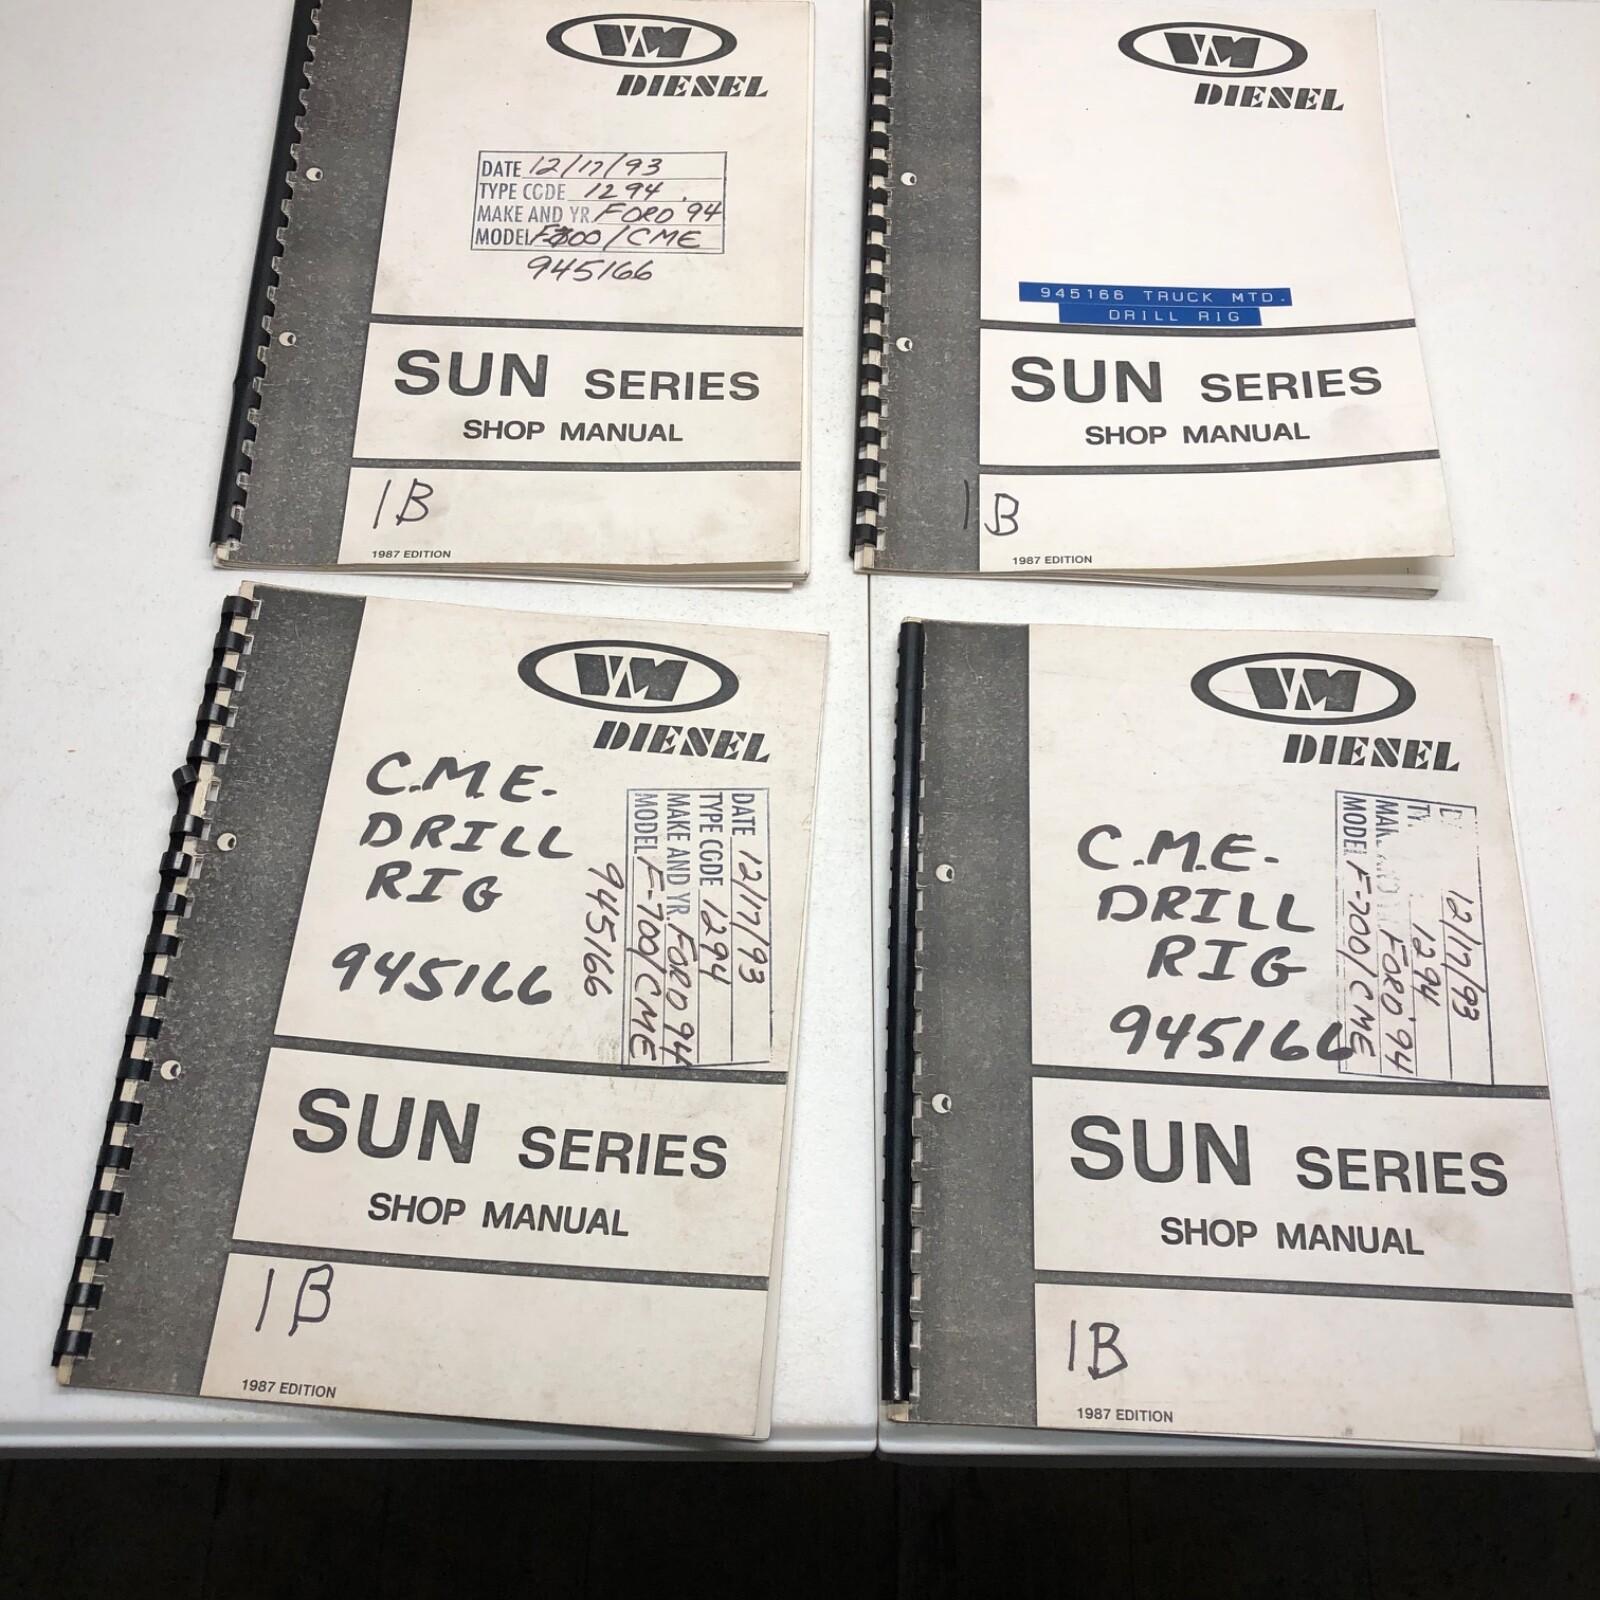 VM
DIESEL
DATE 12/17/93
TYPE CODE 1294
MAKE AND YR. FORD 94
MODEL /CME
945166
SUN SERIES
SHOP MANUAL
1B
1987 EDITION
VM
DIESEL
945166 TRUCK MTD.
DRILL RIG
SUN SERIES
SHOP MANUAL
1B
1987 EDITION
VM
DIESEL
C.M.E.
DRILL
RIG
945166
DATE 12/17/93
TYPE CODE 1294
MAKE AND YR. FORD 94
MODEL F-700/CME
945166
SUN SERIES
SHOP MANUAL
1B
1987 EDITION
VM
DIESEL
C.M.E.
DRILL
RIG
945166
12/17/93
1294
FORD '94
MODEL F-700/CME
SUN SERIES
SHOP MANUAL
1B
1987 EDITION